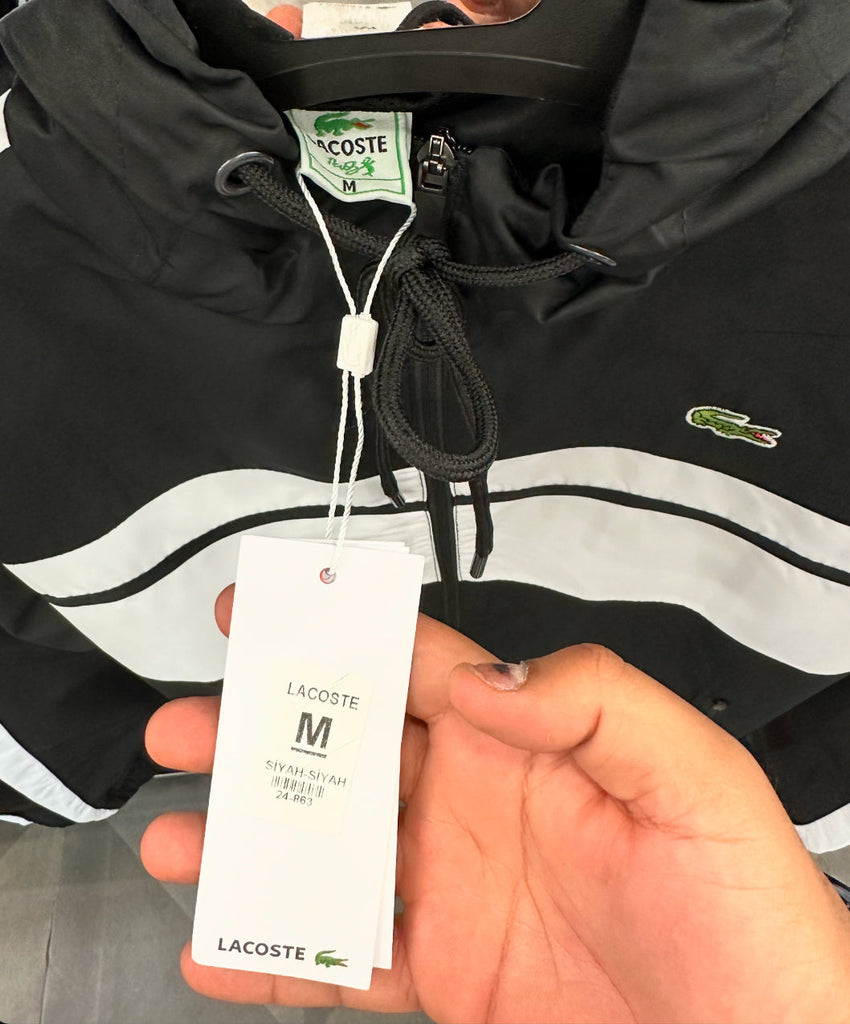 LACOSTE
M
LACOSTE
M
SİYAH-SİYAH
24-863
LACOSTE